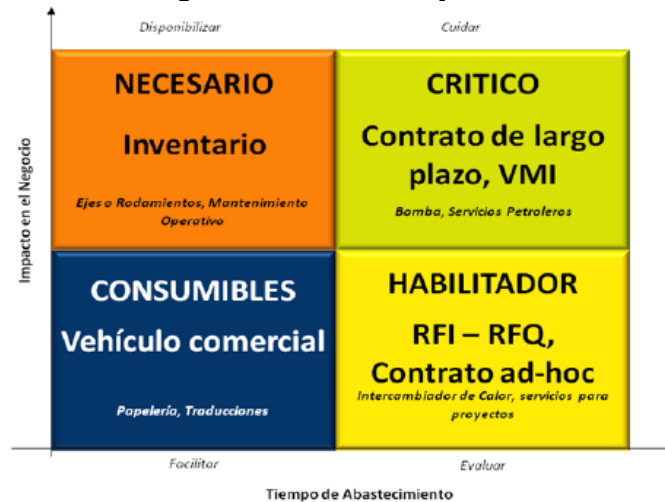 Disponibilizar
Cuidar
NECESARIO
Inventario
Ejes o Rodamientos, Mantenimiento
Operativo
CRITICO
Contrato de largo
plazo, VMI
Bomba, Servicios Petroleros
Impacto en el Negocio
CONSUMIBLES
Vehículo comercial
Papelería, Traducciones
HABILITADOR
RFI – RFQ,
Contrato ad-hoc
Intercambiador de Calor, servicios para
proyectos
Facilitar
Evaluar
Tiempo de Abastecimiento